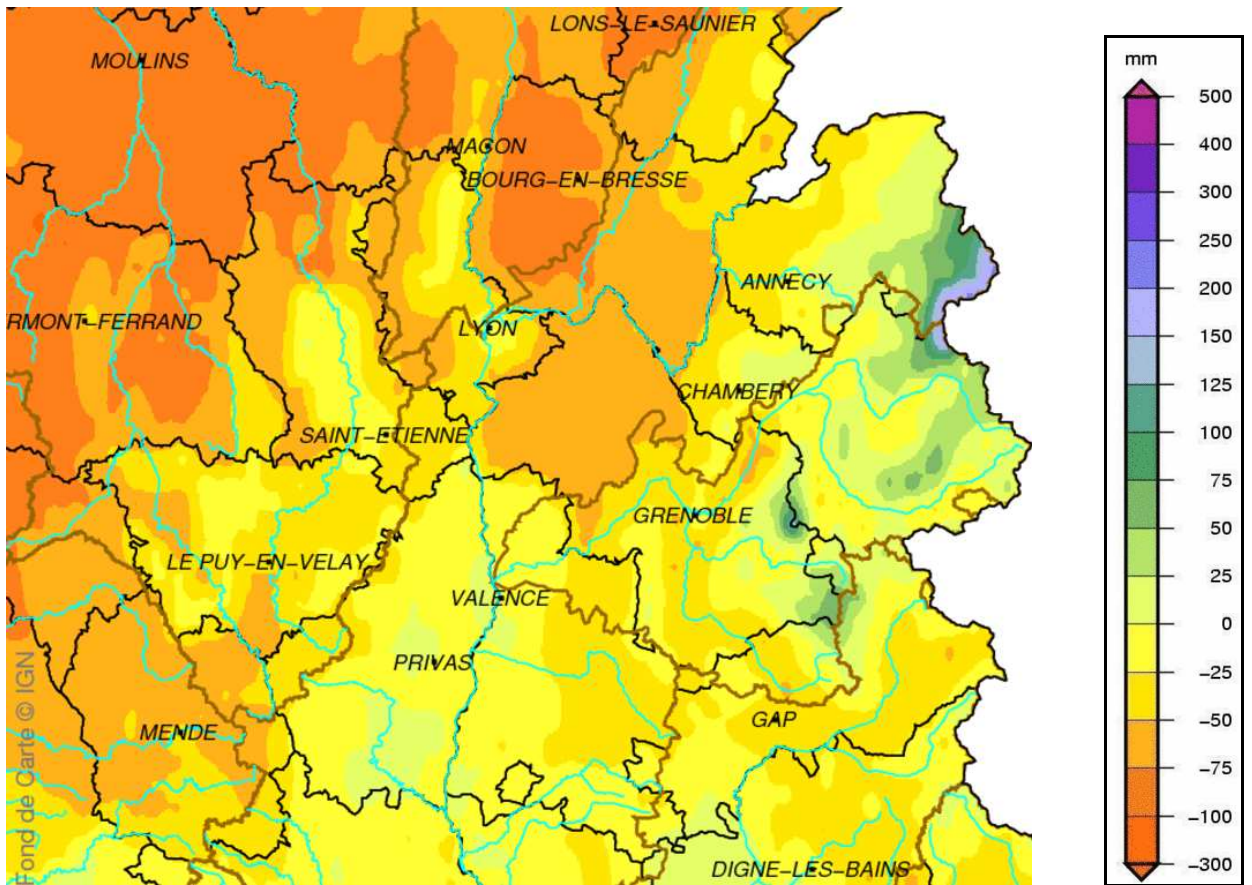 LONS-LE-SAUNIER
MOULINS
MACON
BOURG-EN-BRESSE
ANNECY
RMONT-FERRAND
LYON
CHAMBERY
SAINT-ETIENNE
GRENOBLE
LE PUY-EN-VELAY
VALENCE
PRIVAS
GAP
MENDE
DIGNE-LES-BAINS
Fond de Carte © IGN
mm
500
400
300
250
200
150
125
100
75
50
25
0
-25
-50
-75
-100
-300